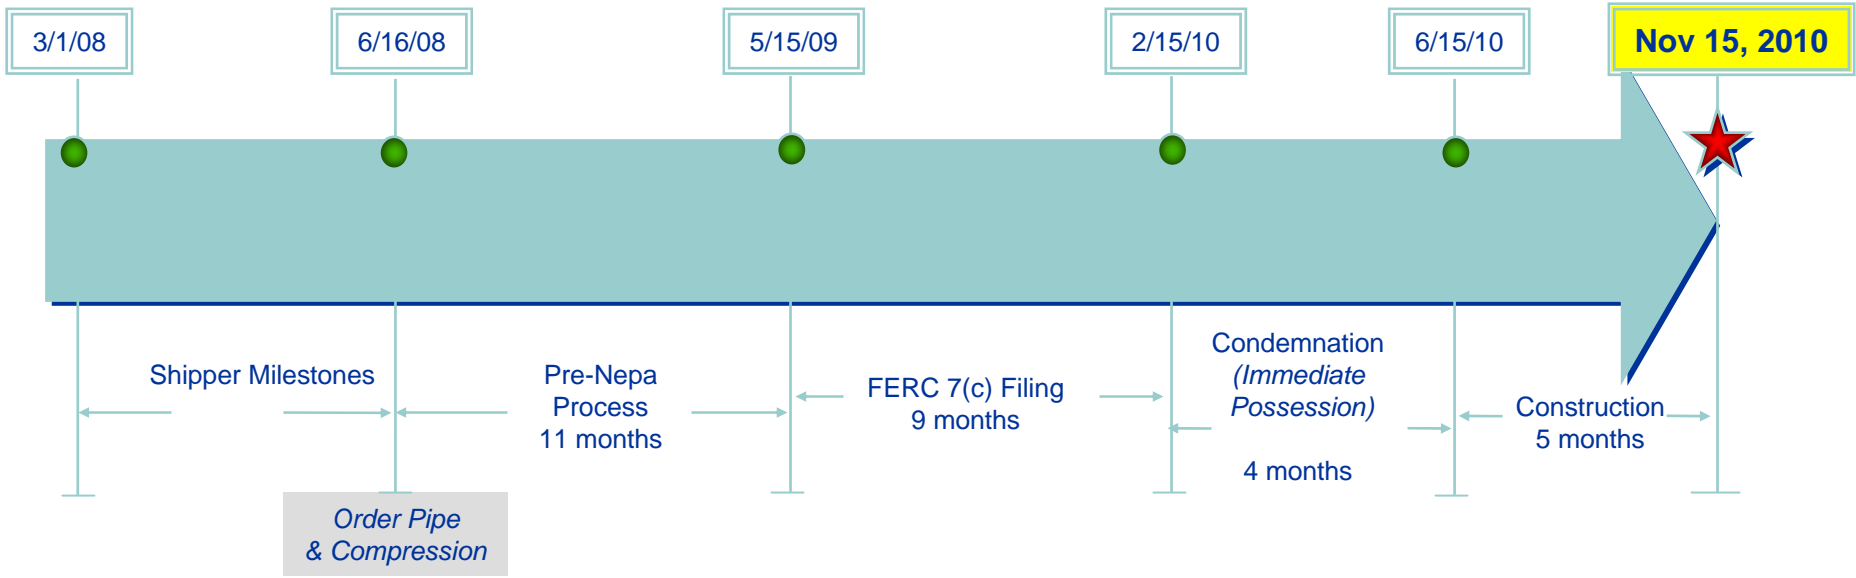 3/1/08
6/16/08
5/15/09
2/15/10
6/15/10
Nov 15, 2010
Shipper Milestones
Pre-Nepa
Process
11 months
FERC 7(c) Filing
9 months
Condemnation
(Immediate
Possession)
4 months
Construction
5 months
Order Pipe
& Compression